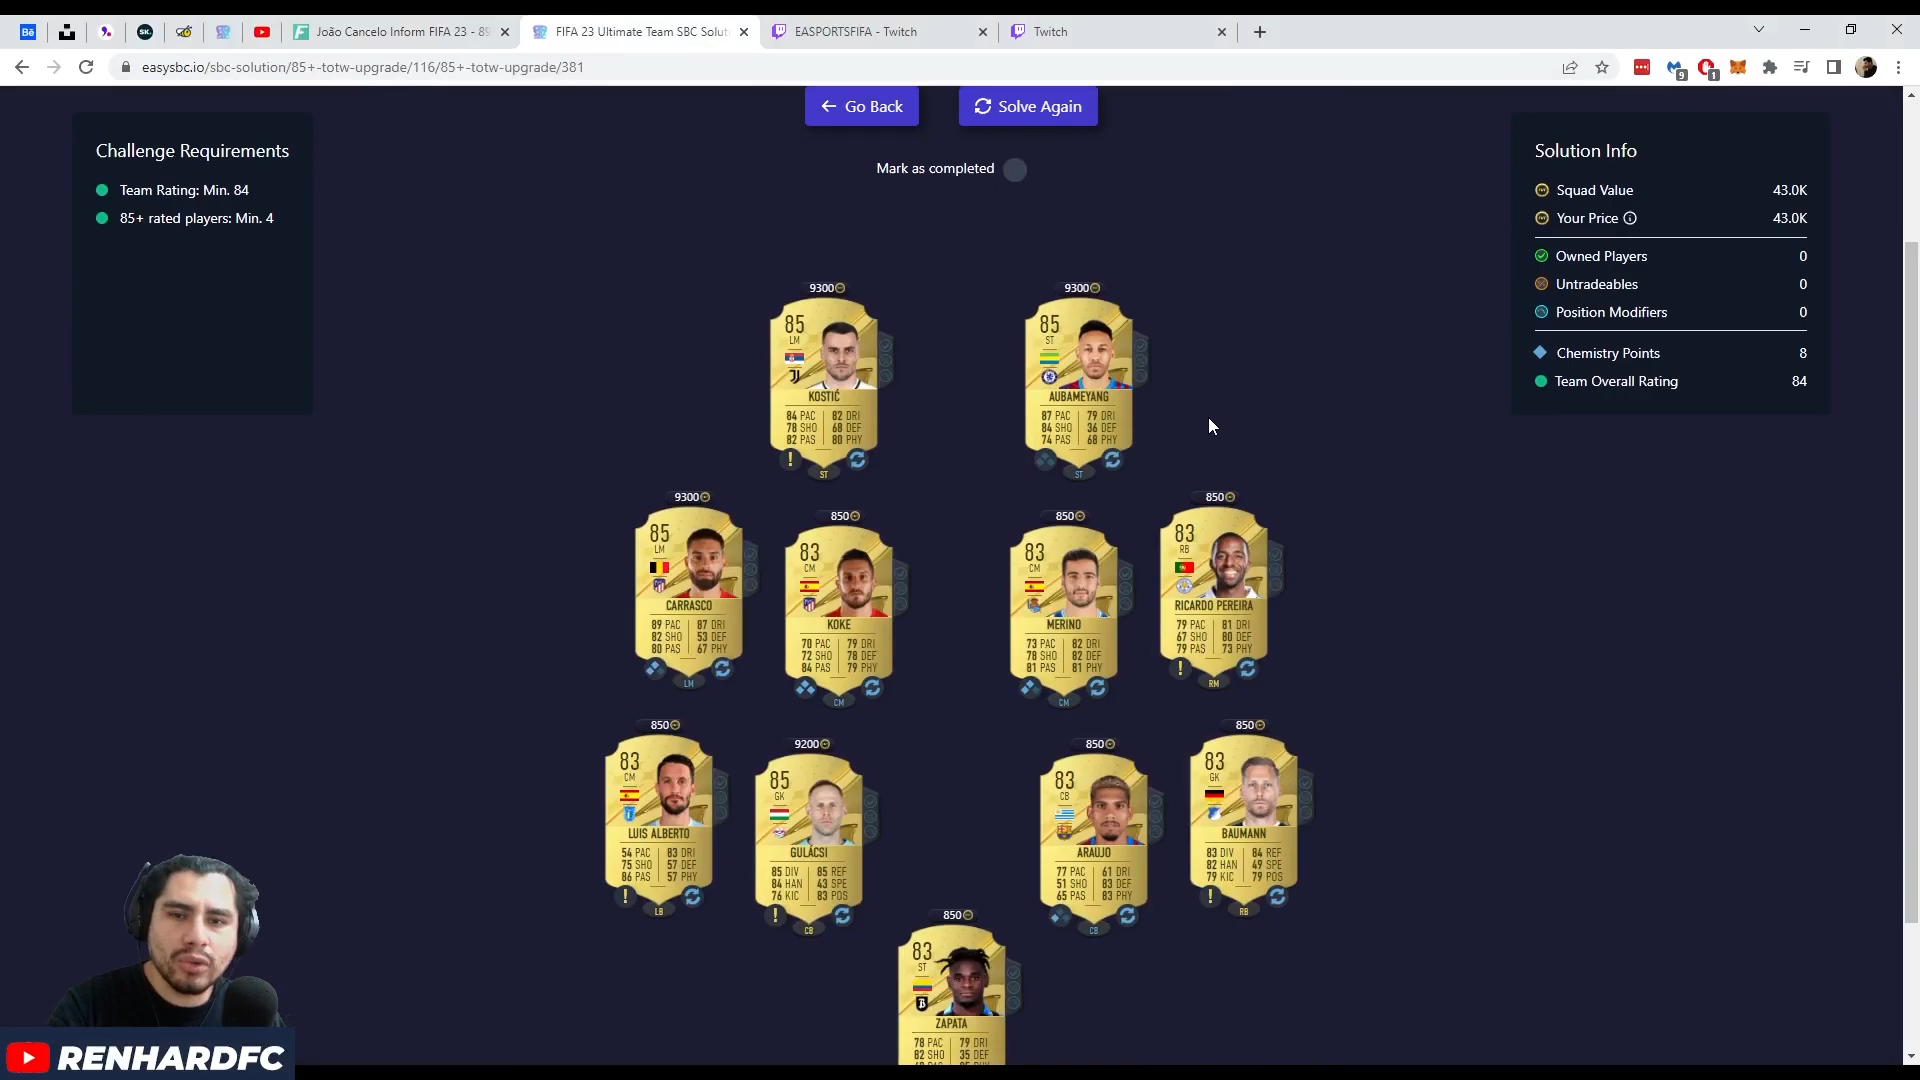 João Cancelo Inform FIFA 23 - 89
FIFA 23 Ultimate Team SBC Solut
EASPORTSFIFA - Twitch
Twitch
easysbc.io/sbc-solution/85+-totw-upgrade/116/85+-totw-upgrade/381
9
1
Go Back
Solve Again
Mark as completed
Challenge Requirements
Team Rating: Min. 84
85+ rated players: Min. 4
Solution Info
Squad Value 43.0K
Your Price 43.0K
Owned Players 0
Untradeables 0
Position Modifiers 0
Chemistry Points 8
Team Overall Rating 84
9300
85
LM
KOSTIĆ
84 PAC 82 DRI
78 SHO 68 DEF
82 PAS 80 PHY
ST
9300
85
ST
AUBAMEYANG
87 PAC 79 DRI
84 SHO 36 DEF
74 PAS 68 PHY
ST
9300
85
LM
CARRASCO
89 PAC 87 DRI
82 SHO 53 DEF
80 PAS 67 PHY
LM
850
83
CM
KOKE
70 PAC 79 DRI
72 SHO 78 DEF
84 PAS 79 PHY
CM
850
83
CM
MERINO
73 PAC 82 DRI
78 SHO 82 DEF
81 PAS 81 PHY
CM
850
83
RB
RICARDO PEREIRA
79 PAC 81 DRI
67 SHO 80 DEF
79 PAS 73 PHY
RM
850
83
CM
LUIS ALBERTO
54 PAC 83 DRI
75 SHO 57 DEF
86 PAS 57 PHY
LB
9200
85
GK
GULÁCSI
85 DIV 85 REF
84 HAN 43 SPE
76 KIC 83 POS
CB
850
83
CB
ARAUJO
77 PAC 61 DRI
51 SHO 83 DEF
65 PAS 83 PHY
CB
850
83
GK
BAUMANN
83 DIV 84 REF
82 HAN 49 SPE
79 KIC 79 POS
RB
850
83
ST
ZAPATA
78 PAC 79 DRI
82 SHO 35 DEF
RENHARDFC